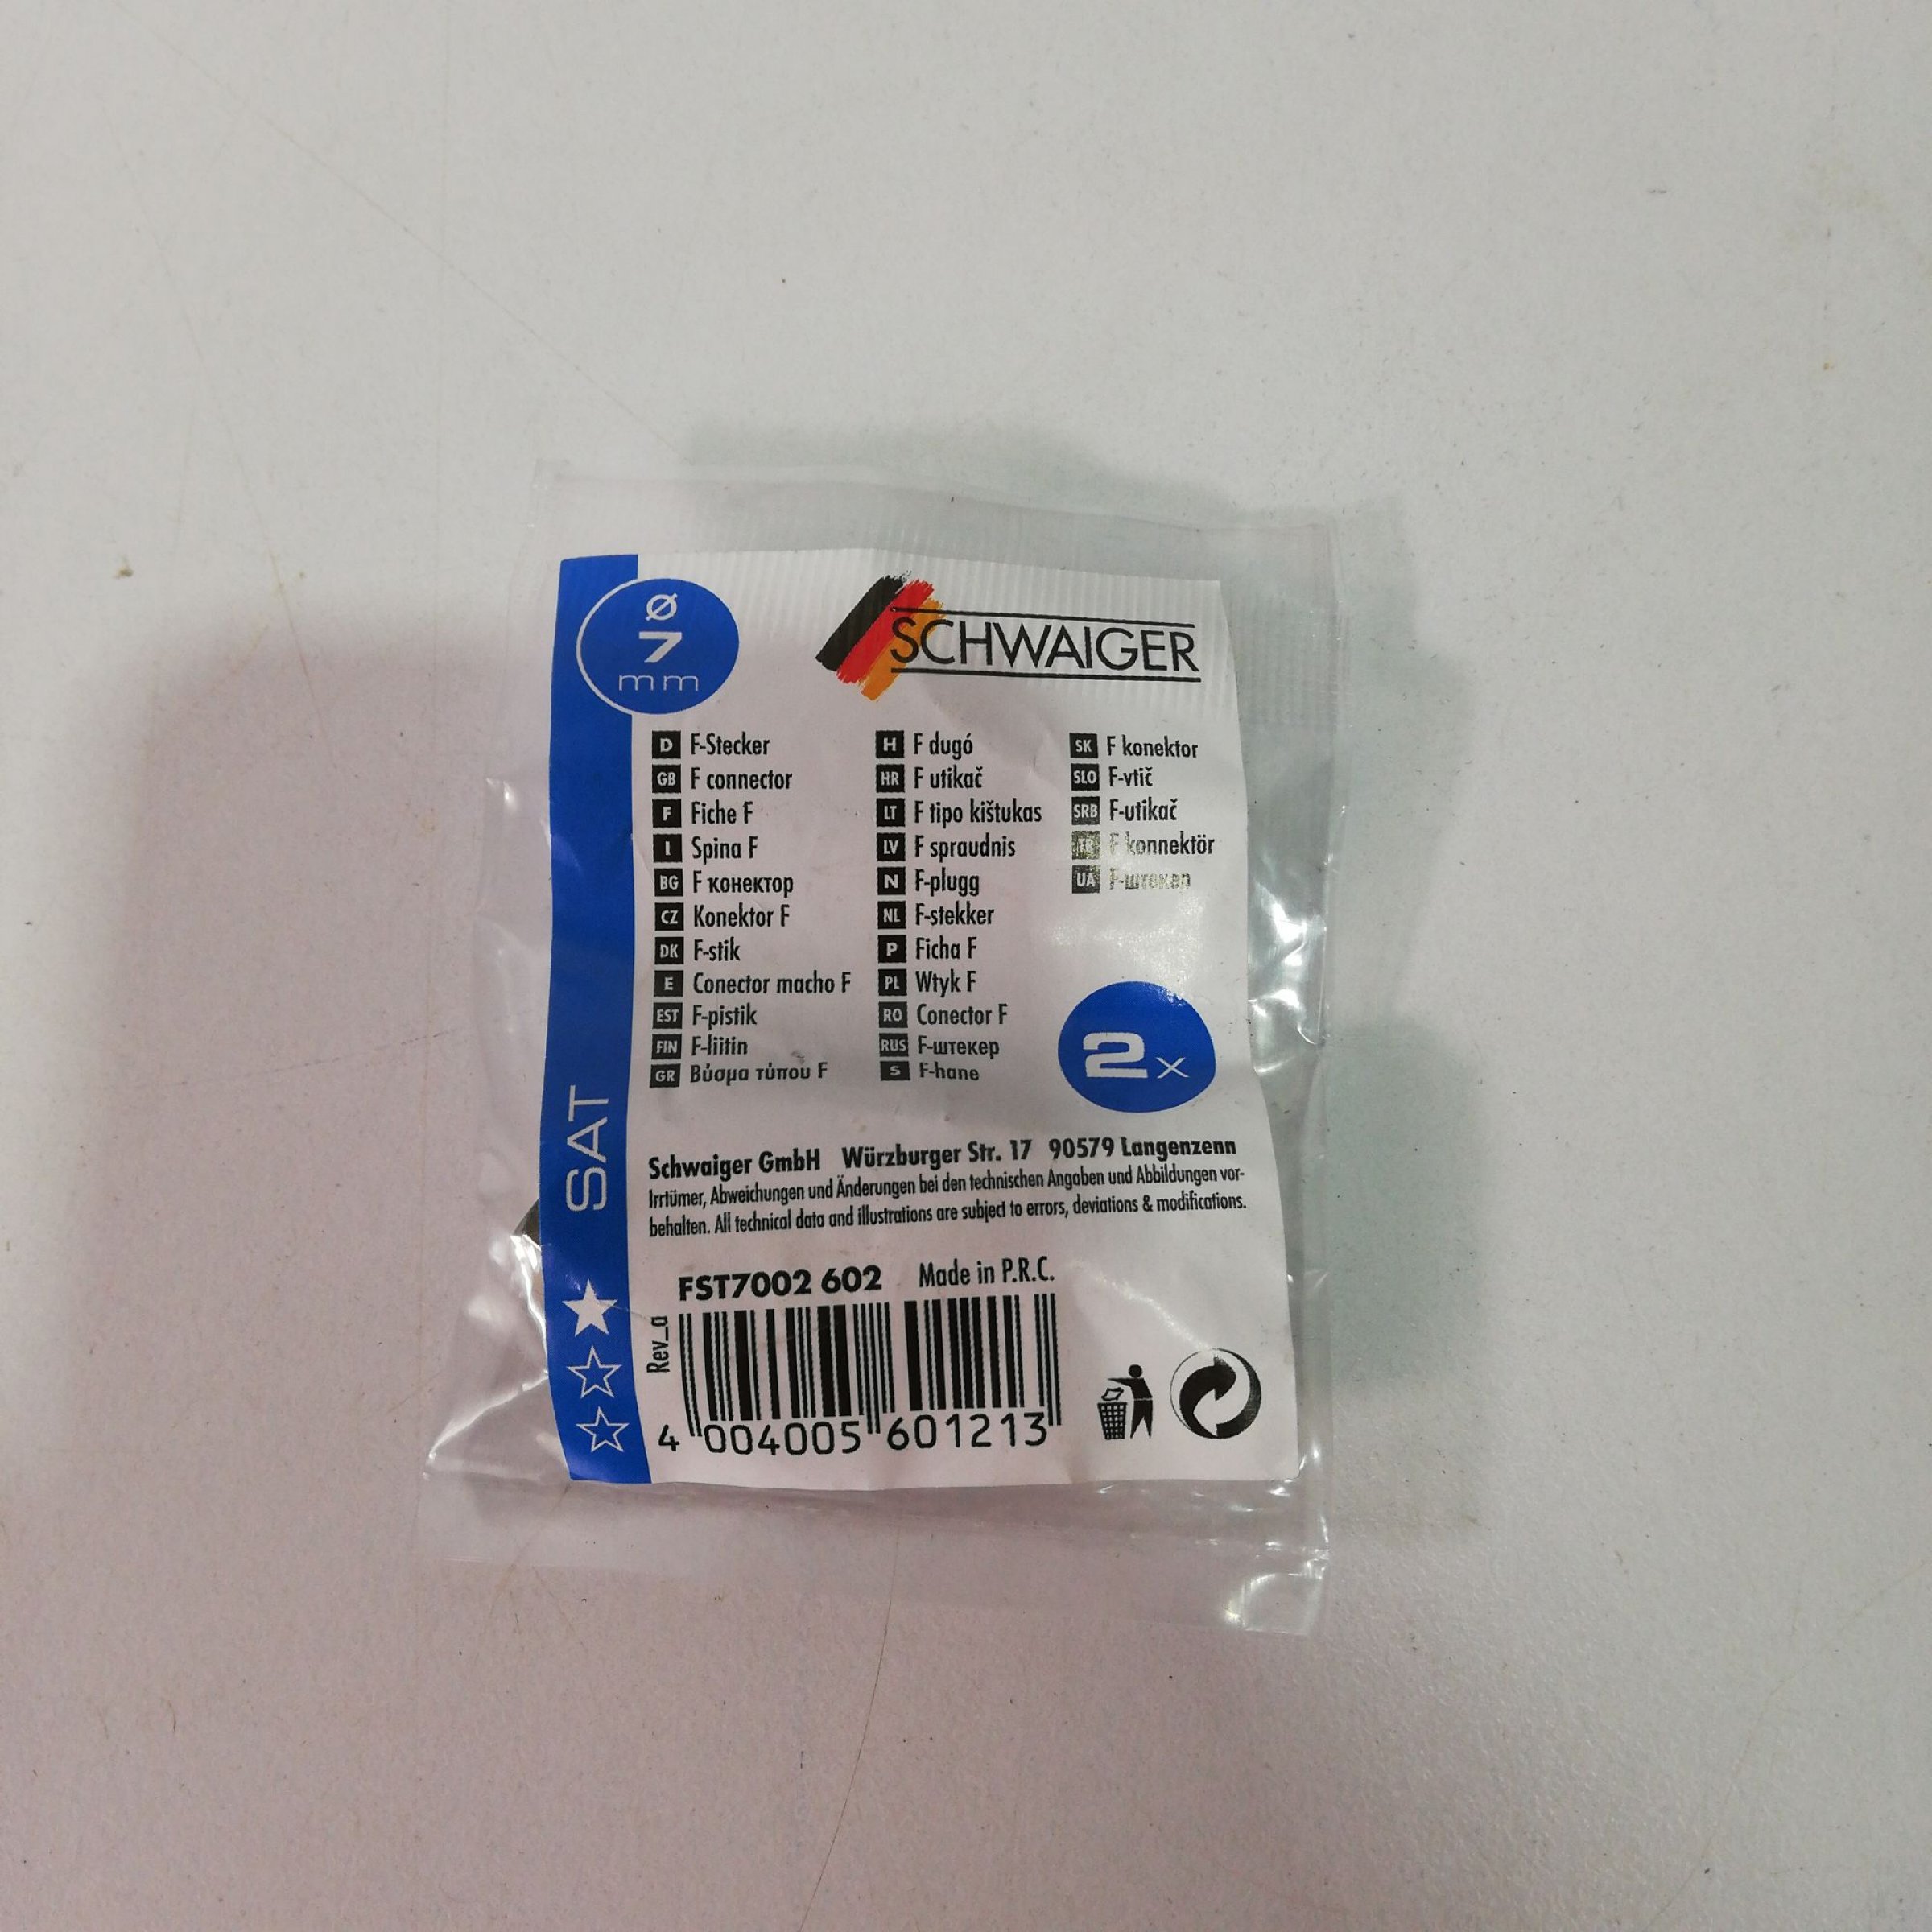 Ø
7
mm
SCHWAIGER
D F-Stecker
GB F connector
F Fiche F
I Spina F
BG F конектор
CZ Konektor F
DK F-stik
E Conector macho F
EST F-pistik
FIN F-liitin
GR Βύσμα τύπου F
H F dugó
HR F utikač
LT F tipo kištukas
LV F spraudnis
N F-plugg
NL F-stekker
P Ficha F
PL Wtyk F
RO Conector F
RUS F-штекер
S F-hane
SK F konektor
SLO F-vtič
SRB F-utikač
TR F konnektör
UA F-штекер
2x
SAT
Schwaiger GmbH Würzburger Str. 17 90579 Langenzenn
Irrtümer, Abweichungen und Änderungen bei den technischen Angaben und Abbildungen vor-
behalten. All technical data and illustrations are subject to errors, deviations & modifications.
FST7002 602 Made in P.R.C.
Rev_a
4 004005 601213